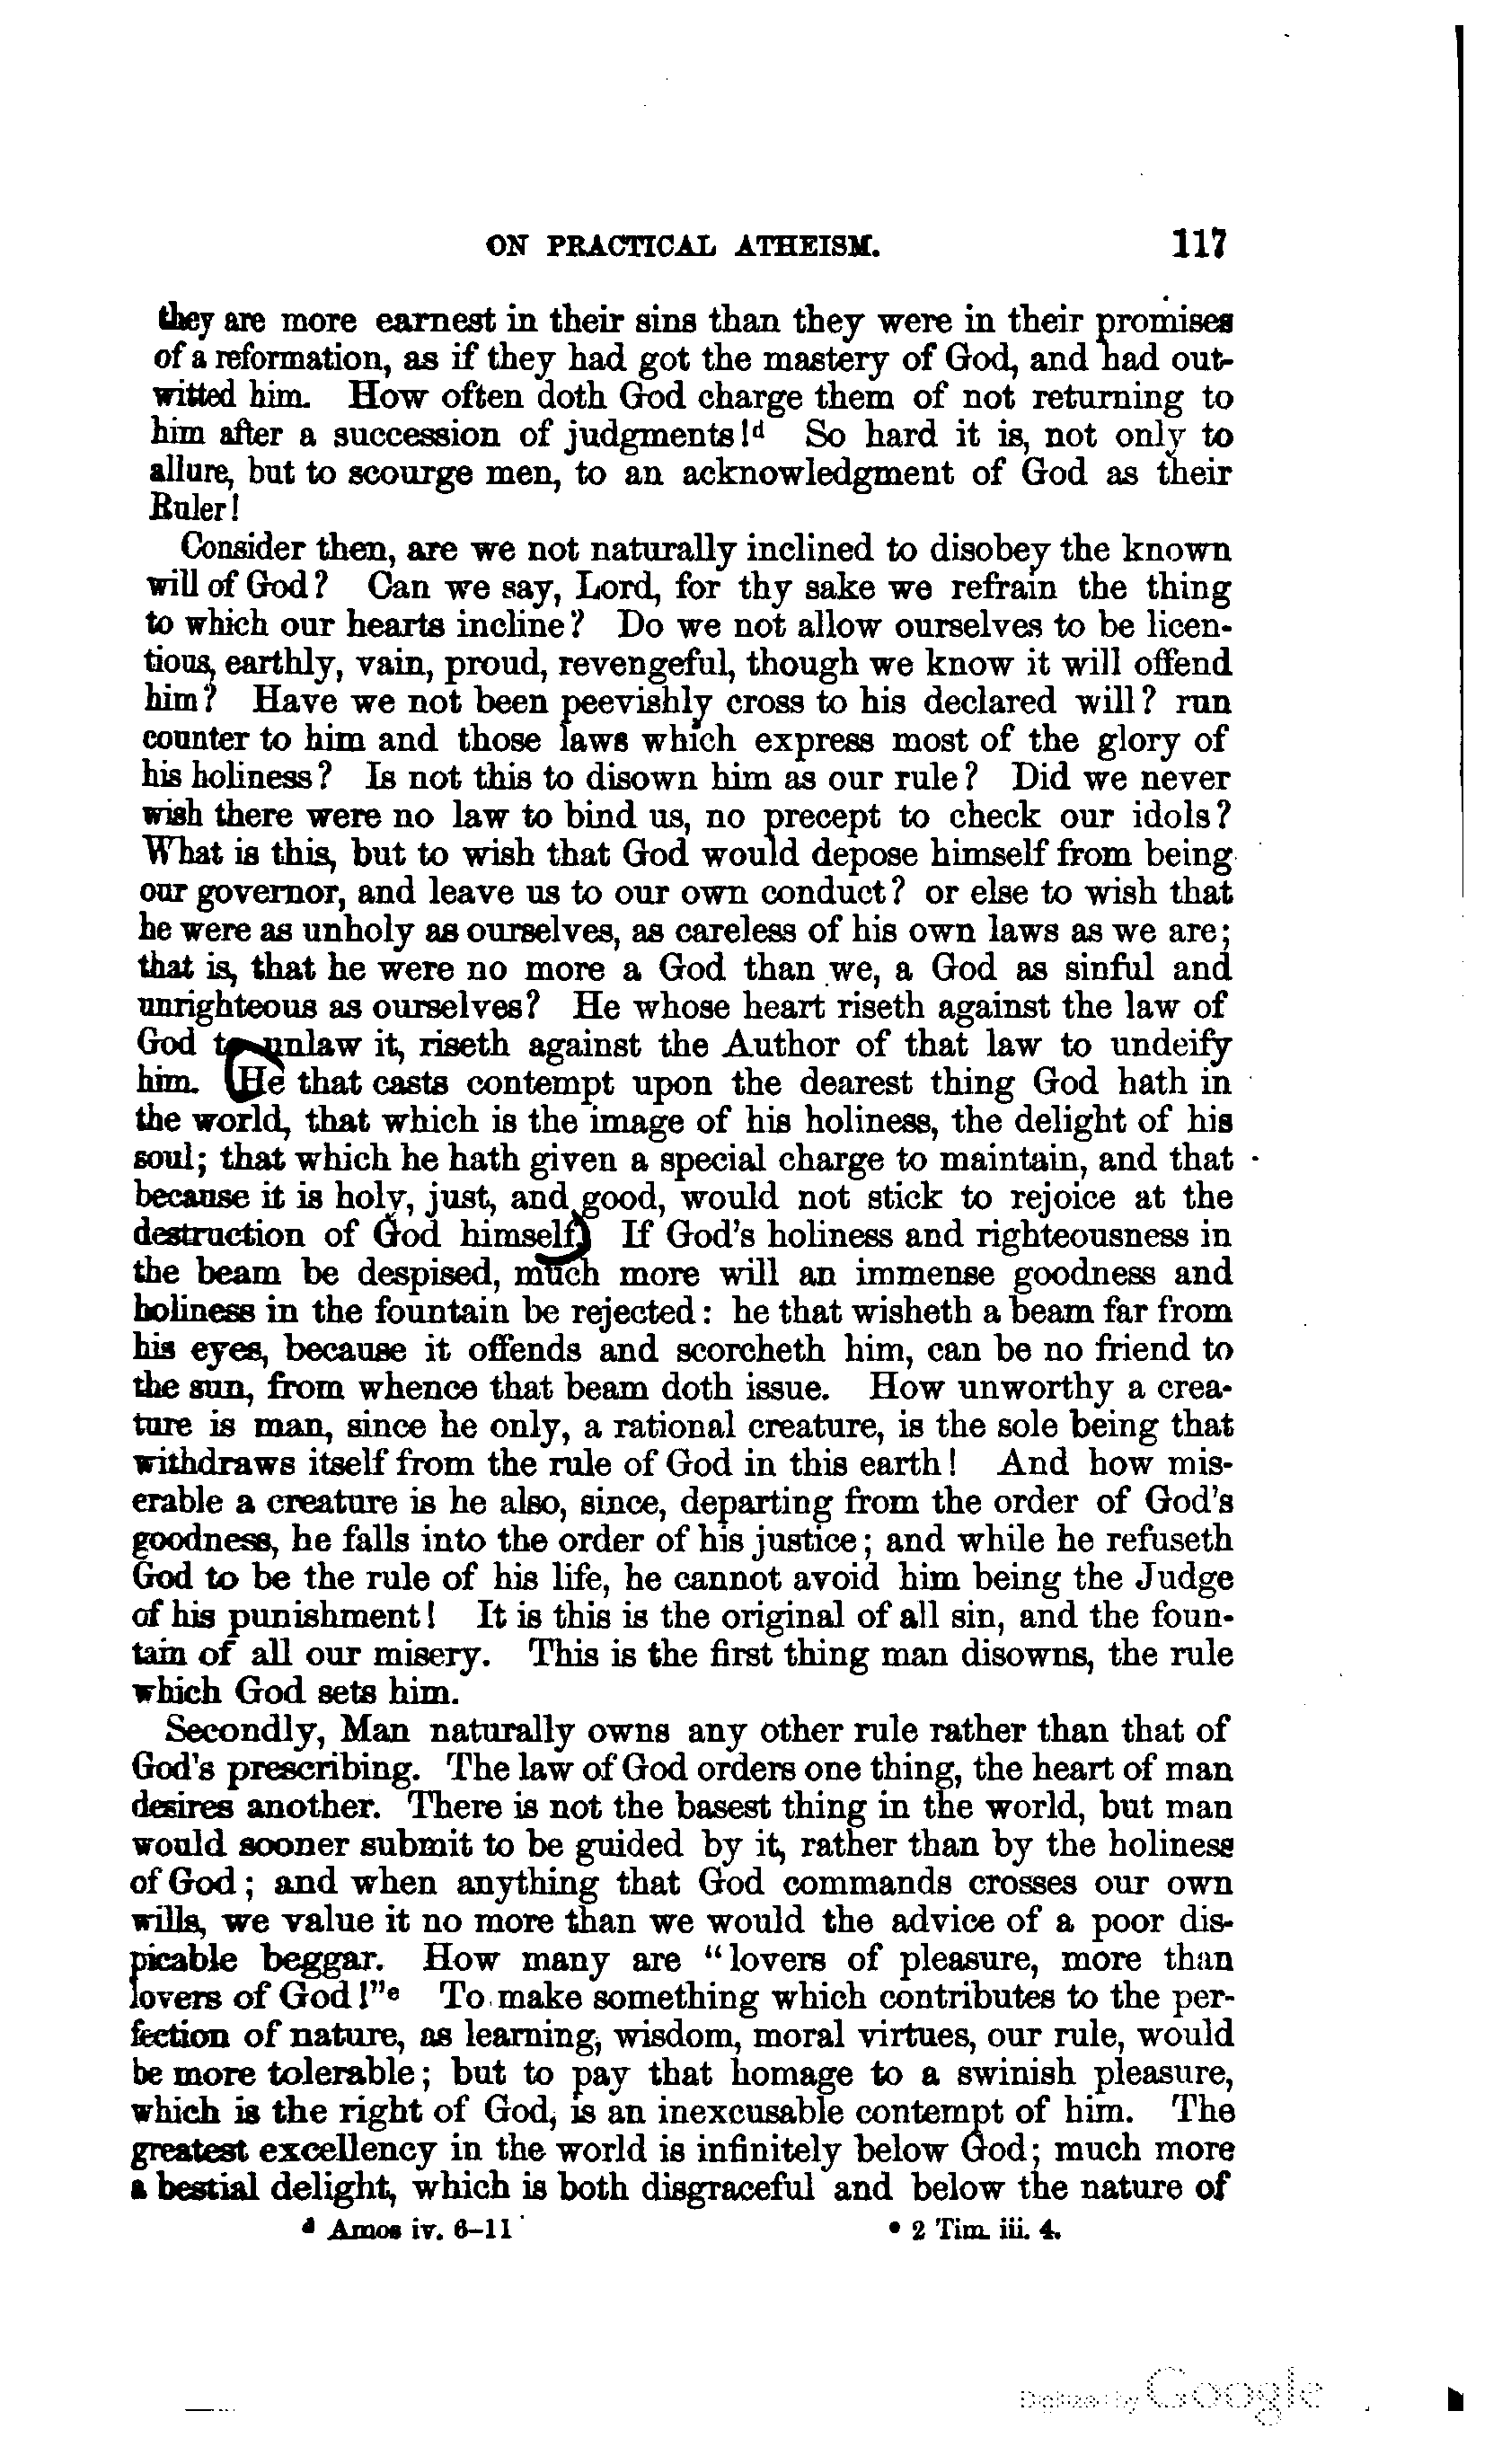 ON PRACTICAL ATHEISM. 117
they are more earnest in their sins than they were in their promises
of a reformation, as if they had got the mastery of God, and had out-
witted him. How often doth God charge them of not returning to
him after a succession of judgments!d So hard it is, not only to
allure, but to scourge men, to an acknowledgment of God as their
Ruler!
Consider then, are we not naturally inclined to disobey the known
will of God? Can we say, Lord, for thy sake we refrain the thing
to which our hearts incline? Do we not allow ourselves to be licen-
tious, earthly, vain, proud, revengeful, though we know it will offend
him? Have we not been peevishly cross to his declared will? run
counter to him and those laws which express most of the glory of
his holiness? Is not this to disown him as our rule? Did we never
wish there were no law to bind us, no precept to check our idols?
What is this, but to wish that God would depose himself from being
our governor, and leave us to our own conduct? or else to wish that
he were as unholy as ourselves, as careless of his own laws as we are;
that is, that he were no more a God than we, a God as sinful and
unrighteous as ourselves? He whose heart riseth against the law of
God to unlaw it, riseth against the Author of that law to undeify
him. He that casts contempt upon the dearest thing God hath in
the world, that which is the image of his holiness, the delight of his
soul; that which he hath given a special charge to maintain, and that
because it is holy, just, and good, would not stick to rejoice at the
destruction of God himself. If God's holiness and righteousness in
the beam be despised, much more will an immense goodness and
holiness in the fountain be rejected: he that wisheth a beam far from
his eyes, because it offends and scorcheth him, can be no friend to
the sun, from whence that beam doth issue. How unworthy a crea-
ture is man, since he only, a rational creature, is the sole being that
withdraws itself from the rule of God in this earth! And how mis-
erable a creature is he also, since, departing from the order of God's
goodness, he falls into the order of his justice; and while he refuseth
God to be the rule of his life, he cannot avoid him being the Judge
of his punishment! It is this is the original of all sin, and the foun-
tain of all our misery. This is the first thing man disowns, the rule
which God sets him.
Secondly, Man naturally owns any other rule rather than that of
God's prescribing. The law of God orders one thing, the heart of man
desires another. There is not the basest thing in the world, but man
would sooner submit to be guided by it, rather than by the holiness
of God; and when anything that God commands crosses our own
wills, we value it no more than we would the advice of a poor dis-
picable beggar. How many are "lovers of pleasure, more than
lovers of God!"e To make something which contributes to the per-
fection of nature, as learning, wisdom, moral virtues, our rule, would
be more tolerable; but to pay that homage to a swinish pleasure,
which is the right of God, is an inexcusable contempt of him. The
greatest excellency in the world is infinitely below God; much more
a bestial delight, which is both disgraceful and below the nature of
d Amos iv. 6–11 e 2 Tim. iii. 4.
Digitized by Google